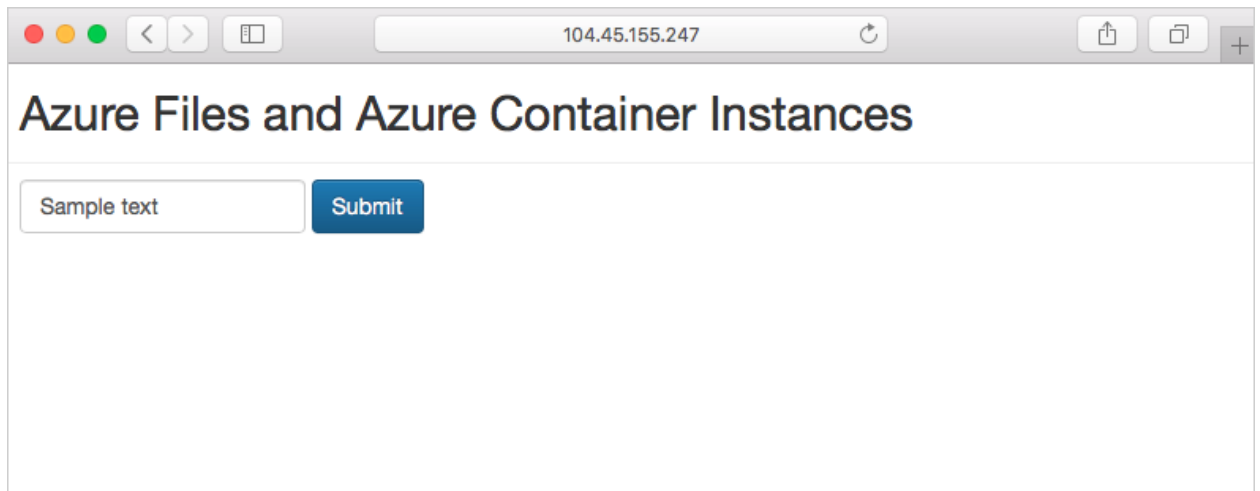 104.45.155.247
Azure Files and Azure Container Instances
Sample text Submit